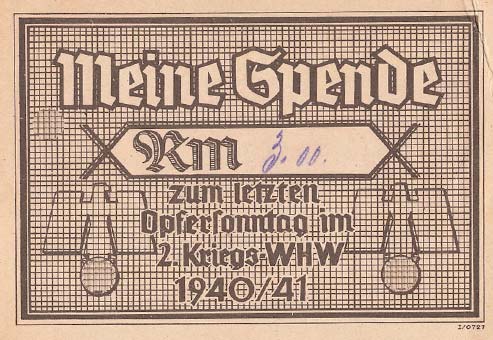 Meine Spende
Rm 3.00.
zum letzten
Opfersonntag im
2. Kriegs-WHW
1940/41
I/0727